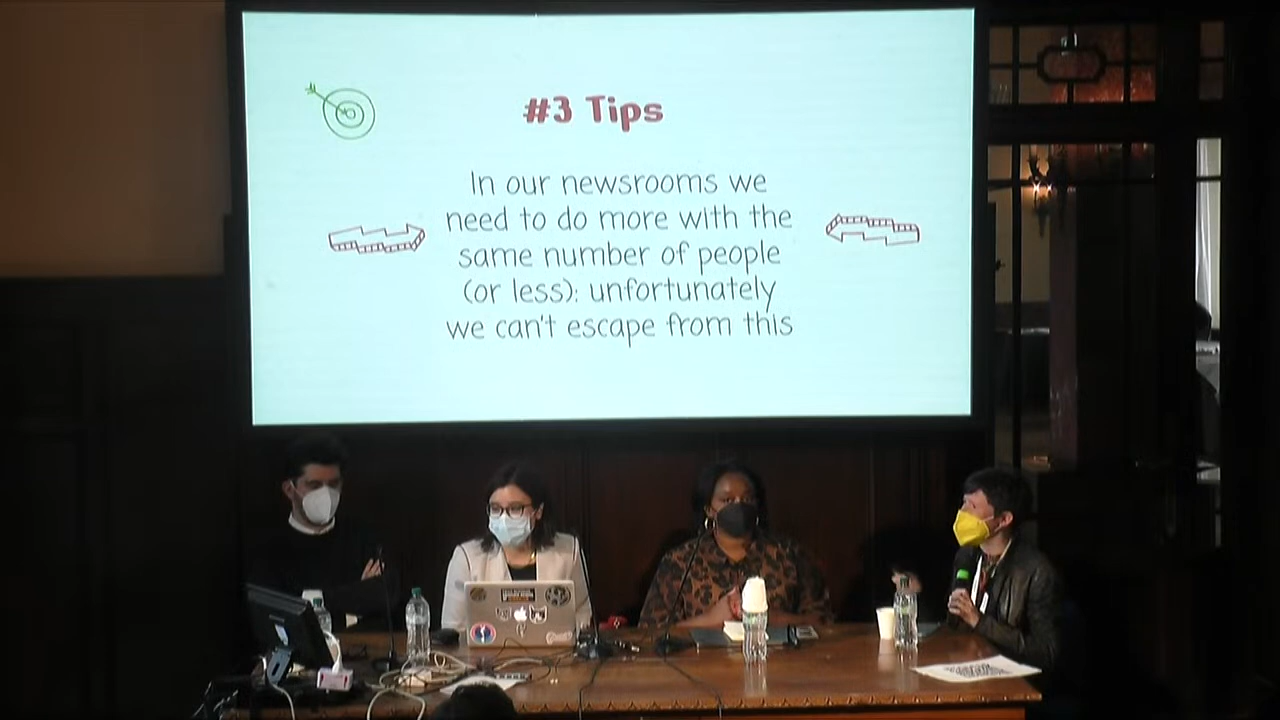 #3 Tips
In our newsrooms we
need to do more with the
same number of people
(or less): unfortunately
we can't escape from this